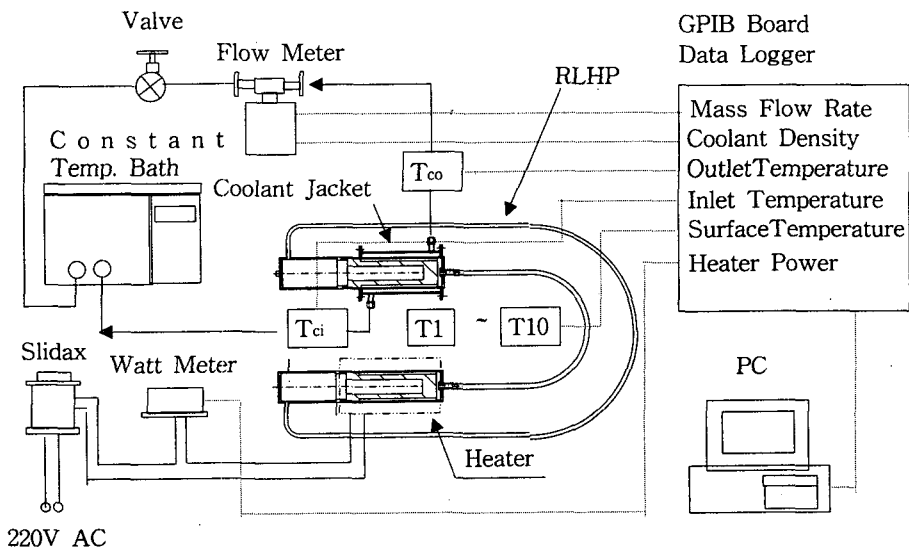 Valve
Flow Meter
GPIB Board
Data Logger
RLHP
Mass Flow Rate
Coolant Density
OutletTemperature
Inlet Temperature
SurfaceTemperature
Heater Power
Constant
Temp. Bath
Tco
Coolant Jacket
Tci
T1 ~ T10
Slidax
Watt Meter
PC
Heater
220V AC